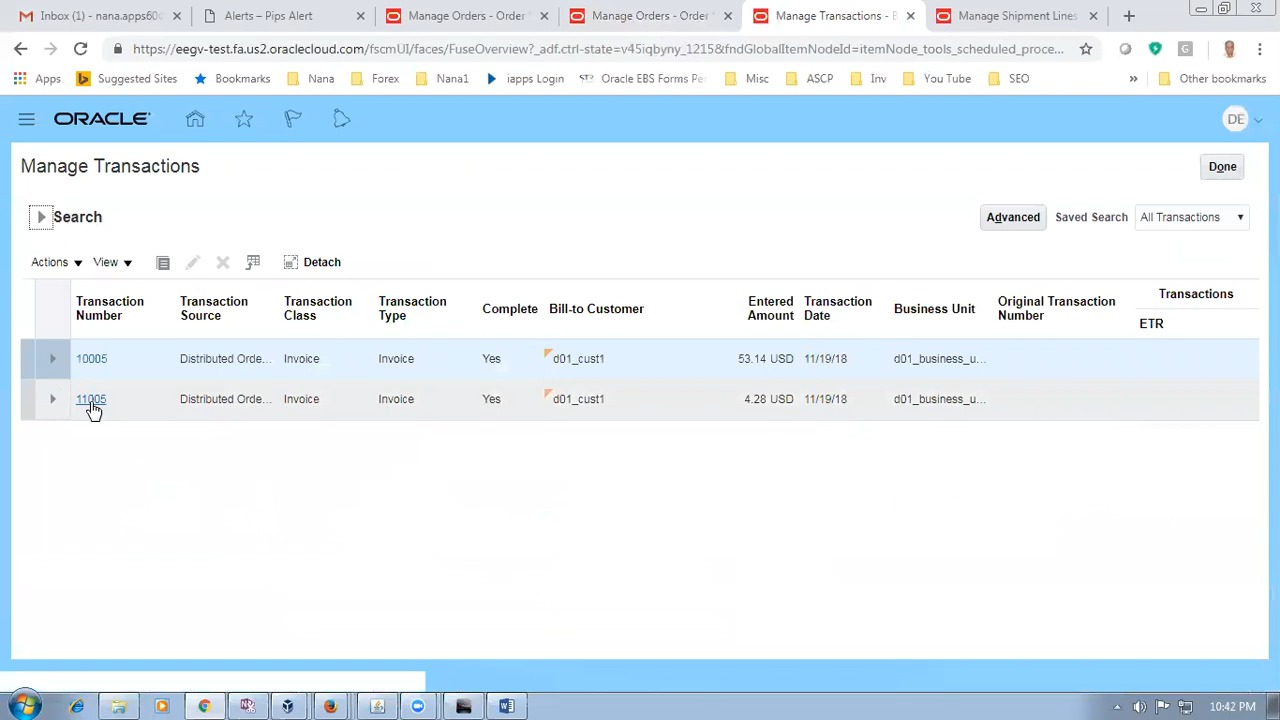 Inbox (1) - nana.apps60
Alerts – Pips Alert
Manage Orders - Order
Manage Orders - Order
Manage Transactions - B
Manage Shipment Lines
https://eegv-test.fa.us2.oraclecloud.com/fscmUI/faces/FuseOverview?_adf.ctrl-state=v45iqbyny_1215&fndGlobalItemNodeId=itemNode_tools_scheduled_proce...
Apps
Suggested Sites
Bookmarks
Nana
Forex
Nana1
iapps Login
Oracle EBS Forms Pe
Misc
ASCP
Inv
You Tube
SEO
»
Other bookmarks
ORACLE
DE
Manage Transactions
Done
Search
Advanced
Saved Search
All Transactions
Actions
View
Detach
Transaction Number
Transaction Source
Transaction Class
Transaction Type
Complete
Bill-to Customer
Entered Amount
Transaction Date
Business Unit
Original Transaction Number
Transactions
ETR
10005 Distributed Orde... Invoice Invoice Yes d01_cust1 53.14 USD 11/19/18 d01_business_u...
11005 Distributed Orde... Invoice Invoice Yes d01_cust1 4.28 USD 11/19/18 d01_business_u...
10:42 PM